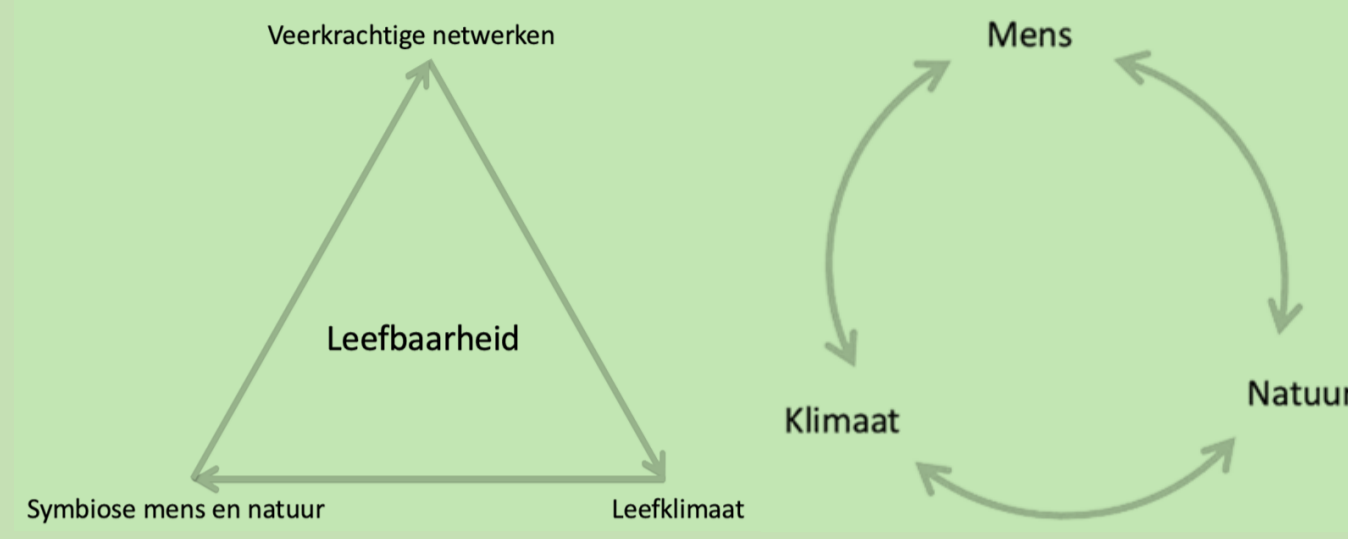 Veerkrachtige netwerken
Leefbaarheid
Symbiose mens en natuur
Leefklimaat
Mens
Klimaat
Natuur